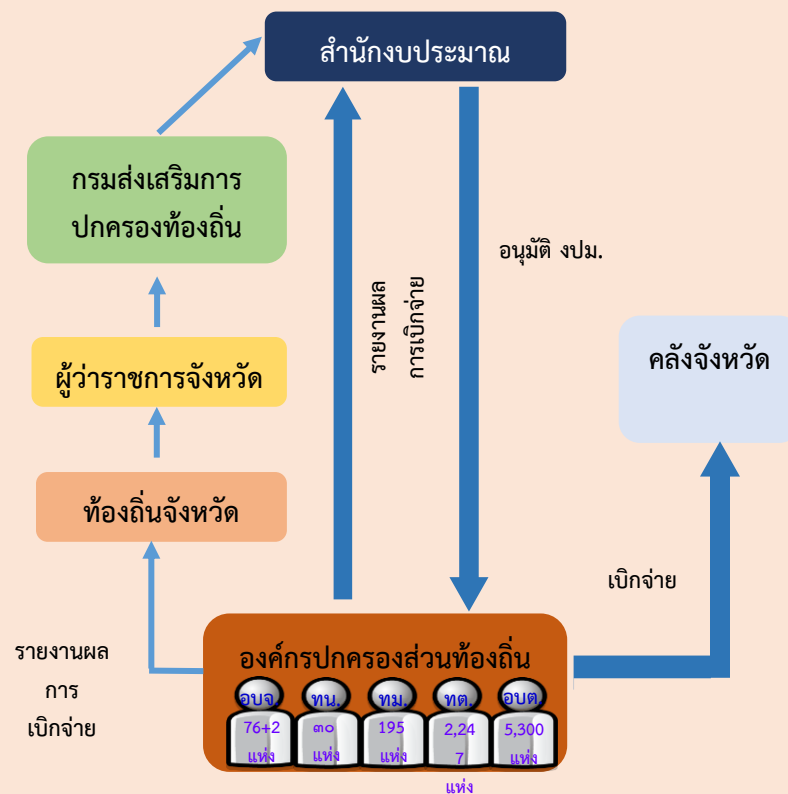 สำนักงบประมาณ
กรมส่งเสริมการ
ปกครองท้องถิ่น
อนุมัติ งปม.
รายงานผล
การเบิกจ่าย
ผู้ว่าราชการจังหวัด
คลังจังหวัด
ท้องถิ่นจังหวัด
เบิกจ่าย
รายงานผล
การ
เบิกจ่าย
องค์กรปกครองส่วนท้องถิ่น
อบจ.
76+2
แห่ง
ทน.
๓๐
แห่ง
ทม.
195
แห่ง
ทต.
2,24
7
แห่ง
อบต.
5,300
แห่ง